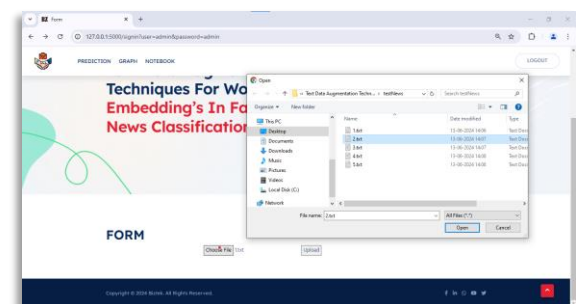 Form
127.0.0.1:5000/signin?user=admin&password=admin
PREDICTION GRAPH NOTEBOOK
LOGOUT
Techniques For Wo
Embedding's In Fa
News Classification
Open
« Text Data Augmentation Techn... › testNews
Search testNews
Organize New folder
Name Date modified Type
This PC
Desktop
Documents
Downloads
Music
Pictures
Videos
Local Disk (C:)
Network
1.txt
2.txt
3.txt
4.txt
5.txt
File name: 2.txt
All Files (*.*)
Open Cancel
FORM
Choose File
Upload
Copyright © 2024 Biztek. All Rights Reserved.